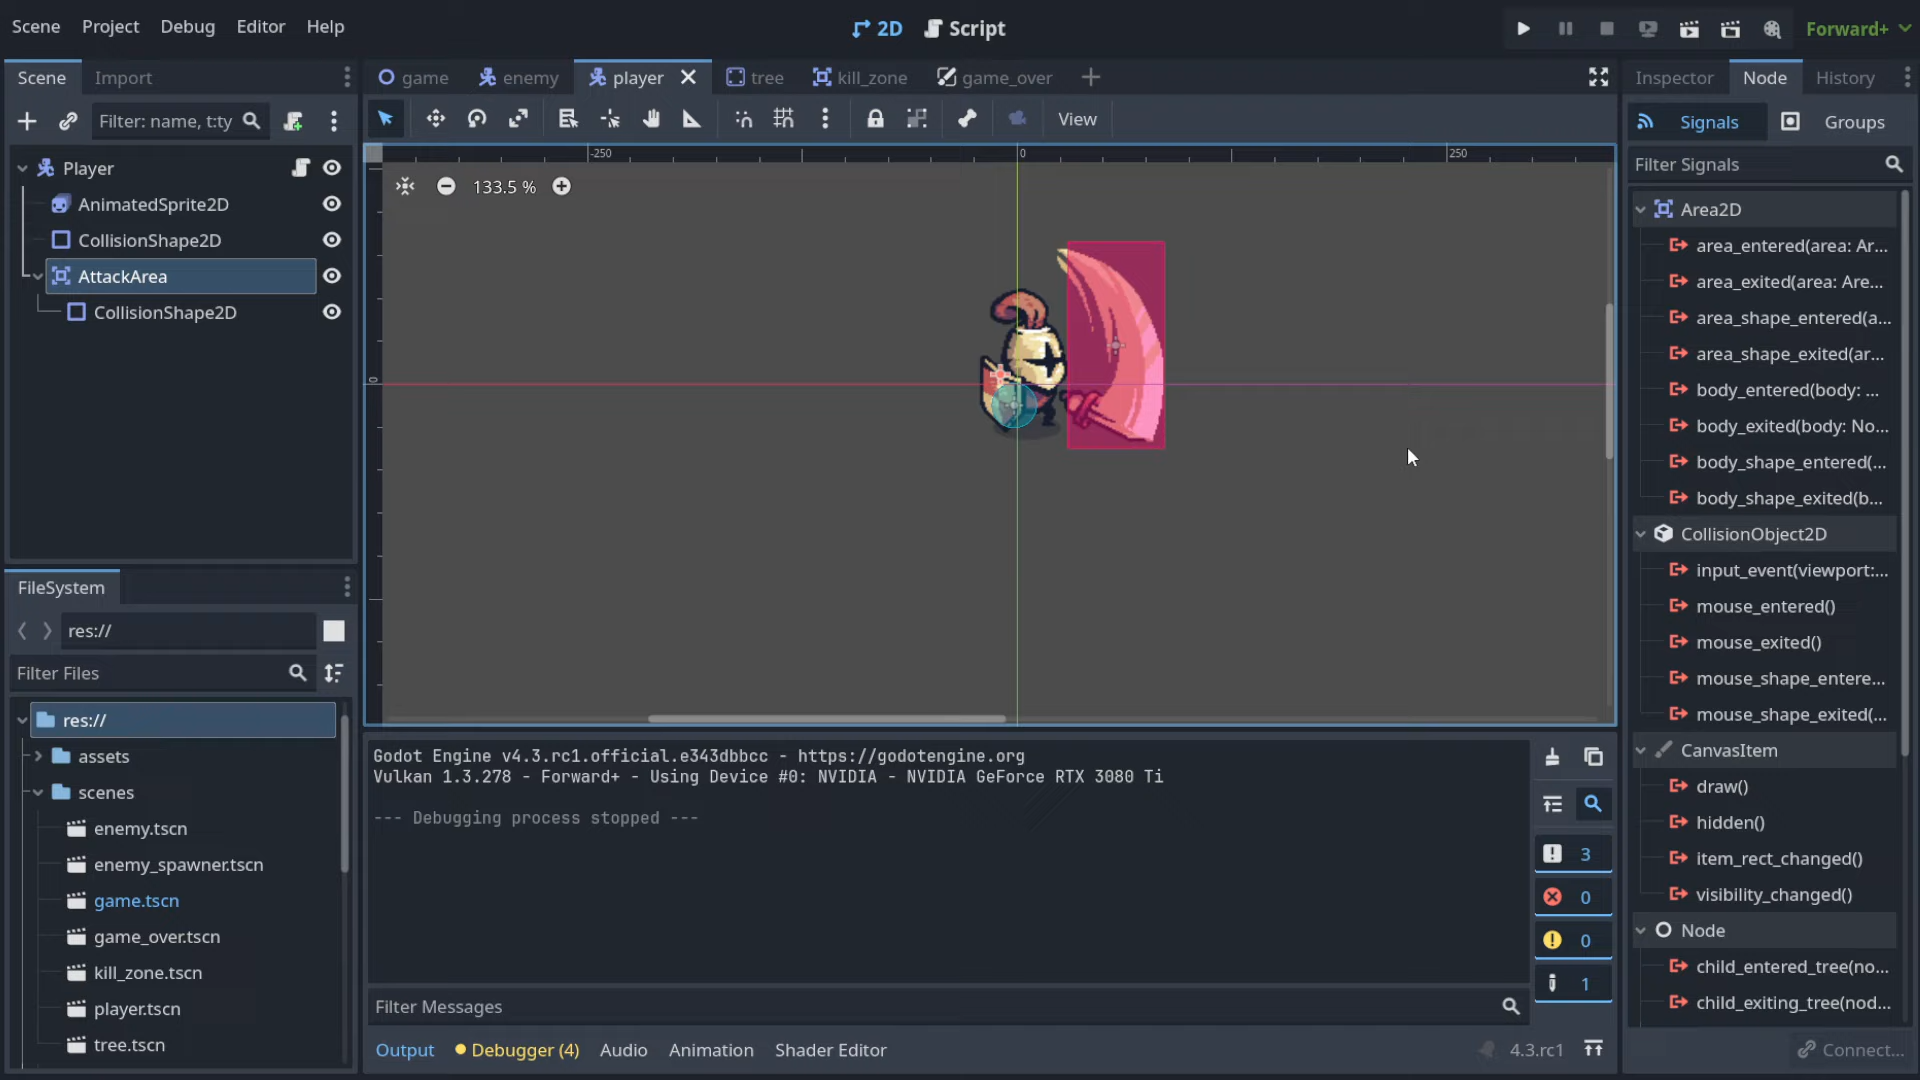 Scene Project Debug Editor Help
2D Script
Forward+
Scene Import
Filter: name, t:ty
Player
AnimatedSprite2D
CollisionShape2D
AttackArea
CollisionShape2D
FileSystem
res://
Filter Files
res://
assets
scenes
enemy.tscn
enemy_spawner.tscn
game.tscn
game_over.tscn
kill_zone.tscn
player.tscn
tree.tscn
game enemy player tree kill_zone game_over
View
-250 0 250
133.5 %
0
Godot Engine v4.3.rc1.official.e343dbbcc - https://godotengine.org
Vulkan 1.3.278 - Forward+ - Using Device #0: NVIDIA - NVIDIA GeForce RTX 3080 Ti
--- Debugging process stopped ---
3
0
0
1
Filter Messages
Output Debugger (4) Audio Animation Shader Editor
4.3.rc1
Inspector Node History
Signals Groups
Filter Signals
Area2D
area_entered(area: Ar...
area_exited(area: Are...
area_shape_entered(a...
area_shape_exited(ar...
body_entered(body: ...
body_exited(body: No...
body_shape_entered(...
body_shape_exited(b...
CollisionObject2D
input_event(viewport:...
mouse_entered()
mouse_exited()
mouse_shape_entere...
mouse_shape_exited(...
CanvasItem
draw()
hidden()
item_rect_changed()
visibility_changed()
Node
child_entered_tree(no...
child_exiting_tree(nod...
Connect...